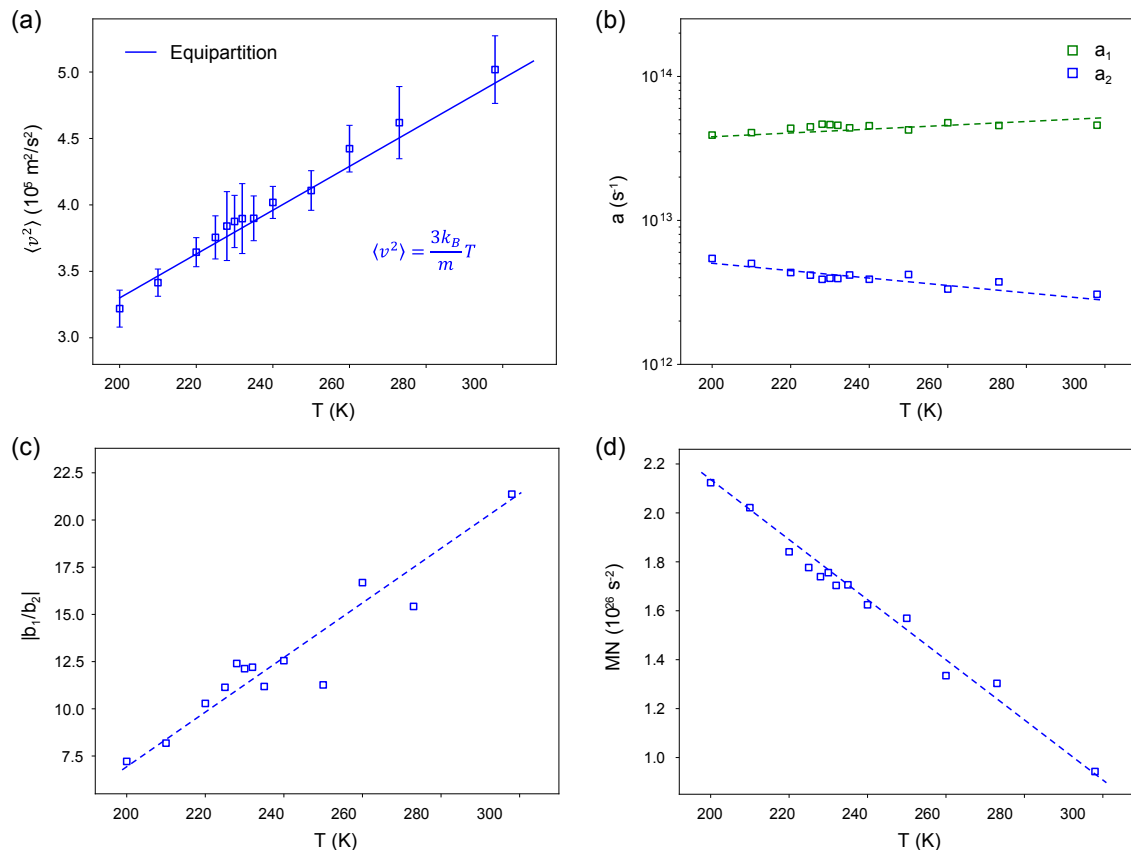 (a)
Equipartition
5.0
4.5
4.0
3.5
3.0
⟨v²⟩ (10⁵ m²/s²)
⟨v²⟩ = 3k_B/m T
200 220 240 260 280 300
T (K)
(b)
a₁
a₂
10¹⁴
10¹³
10¹²
a (s⁻¹)
200 220 240 260 280 300
T (K)
(c)
22.5
20.0
17.5
15.0
12.5
10.0
7.5
|b₁/b₂|
200 220 240 260 280 300
T (K)
(d)
2.2
2.0
1.8
1.6
1.4
1.2
1.0
MN (10²⁶ s⁻²)
200 220 240 260 280 300
T (K)